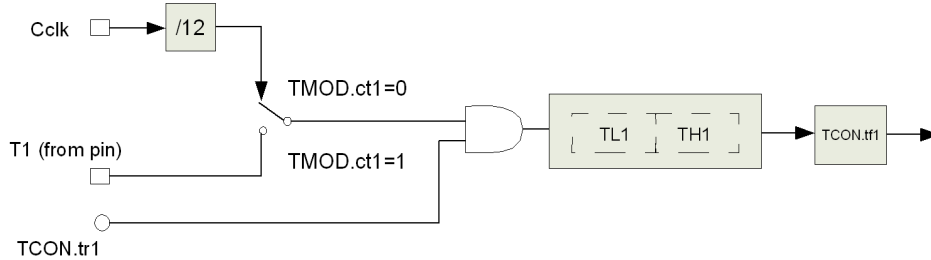 Cclk
/12
TMOD.ct1=0
T1 (from pin)
TMOD.ct1=1
TL1
TH1
TCON.tf1
TCON.tr1